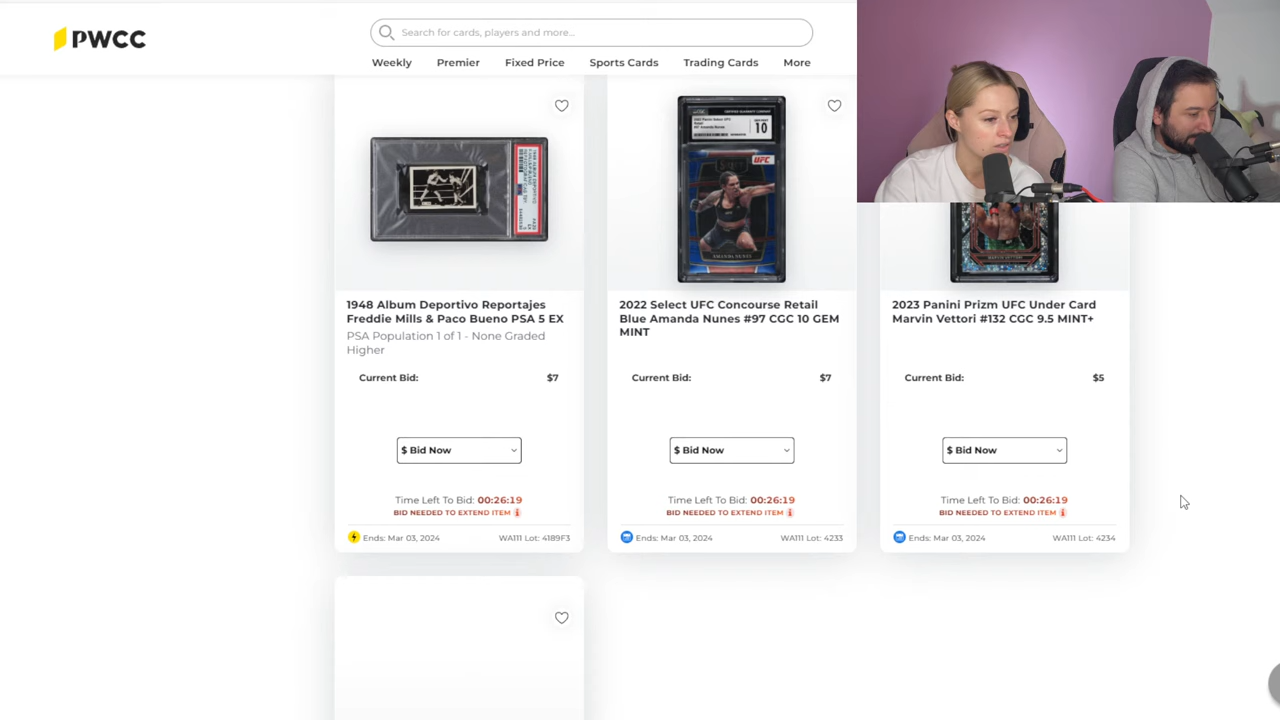 PWCC
Search for cards, players and more...
Weekly Premier Fixed Price Sports Cards Trading Cards More
10
UFC
AMANDA NUNES
MARVIN VETTORI
1948 Album Deportivo Reportajes
Freddie Mills & Paco Bueno PSA 5 EX
PSA Population 1 of 1 - None Graded
Higher
Current Bid: $7
$ Bid Now
Time Left To Bid: 00:26:19
BID NEEDED TO EXTEND ITEM i
Ends: Mar 03, 2024 WA111 Lot: 4189F3
2022 Select UFC Concourse Retail
Blue Amanda Nunes #97 CGC 10 GEM
MINT
Current Bid: $7
$ Bid Now
Time Left To Bid: 00:26:19
BID NEEDED TO EXTEND ITEM i
Ends: Mar 03, 2024 WA111 Lot: 4233
2023 Panini Prizm UFC Under Card
Marvin Vettori #132 CGC 9.5 MINT+
Current Bid: $5
$ Bid Now
Time Left To Bid: 00:26:19
BID NEEDED TO EXTEND ITEM i
Ends: Mar 03, 2024 WA111 Lot: 4234